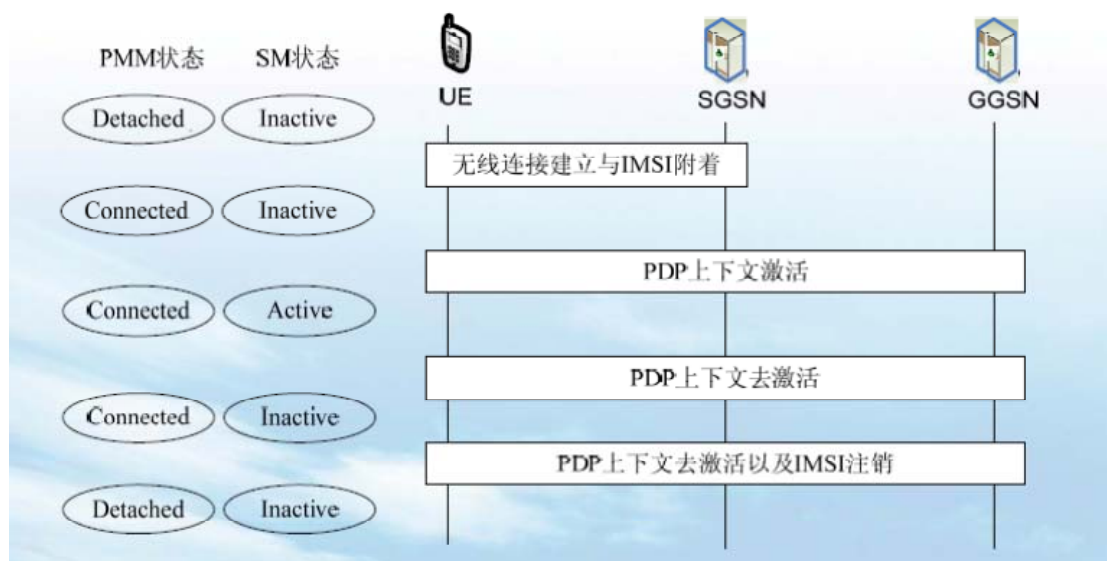 PMM状态 SM状态
UE SGSN GGSN
Detached Inactive
无线连接建立与IMSI附着
Connected Inactive
PDP上下文激活
Connected Active
PDP上下文去激活
Connected Inactive
PDP上下文去激活以及IMSI注销
Detached Inactive